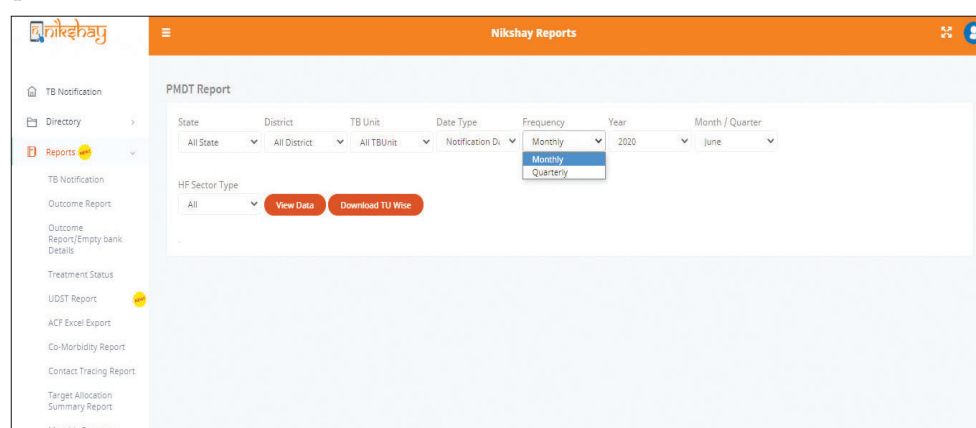 निkshay
Nikshay Reports
TB Notification
Directory
Reports
TB Notification
Outcome Report
Outcome
Report/Empty bank
Details
Treatment Status
UDST Report
ACF Excel Export
Co-Morbidity Report
Contact Tracing Report
Target Allocation
Summary Report
PMDT Report
State District TB Unit Date Type Frequency Year Month / Quarter
All State All District All TBUnit Notification Da Monthly 2020 June
Monthly
Quarterly
HF Sector Type
All View Data Download TU Wise